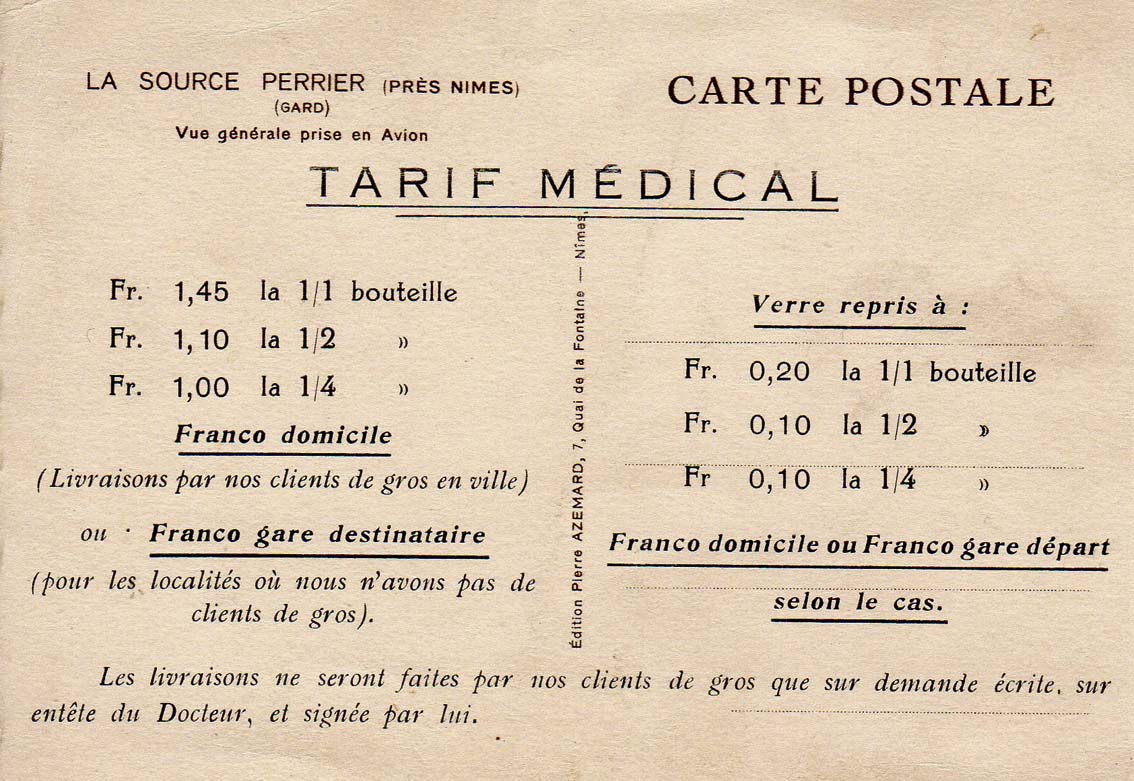 LA SOURCE PERRIER (PRÈS NIMES)
(GARD)
Vue générale prise en Avion
CARTE POSTALE
TARIF MÉDICAL
Fr. 1,45 la 1/1 bouteille
Fr. 1,10 la 1/2 »
Fr. 1,00 la 1/4 »
Franco domicile
(Livraisons par nos clients de gros en ville)
ou · Franco gare destinataire
(pour les localités où nous n'avons pas de
clients de gros).
Édition Pierre AZEMARD, 7, Quai de la Fontaine — Nîmes,
Verre repris à :
Fr. 0,20 la 1/1 bouteille
Fr. 0,10 la 1/2 »
Fr 0,10 la 1/4 »
Franco domicile ou Franco gare départ
selon le cas.
Les livraisons ne seront faites par nos clients de gros que sur demande écrite, sur
entête du Docteur, et signée par lui.